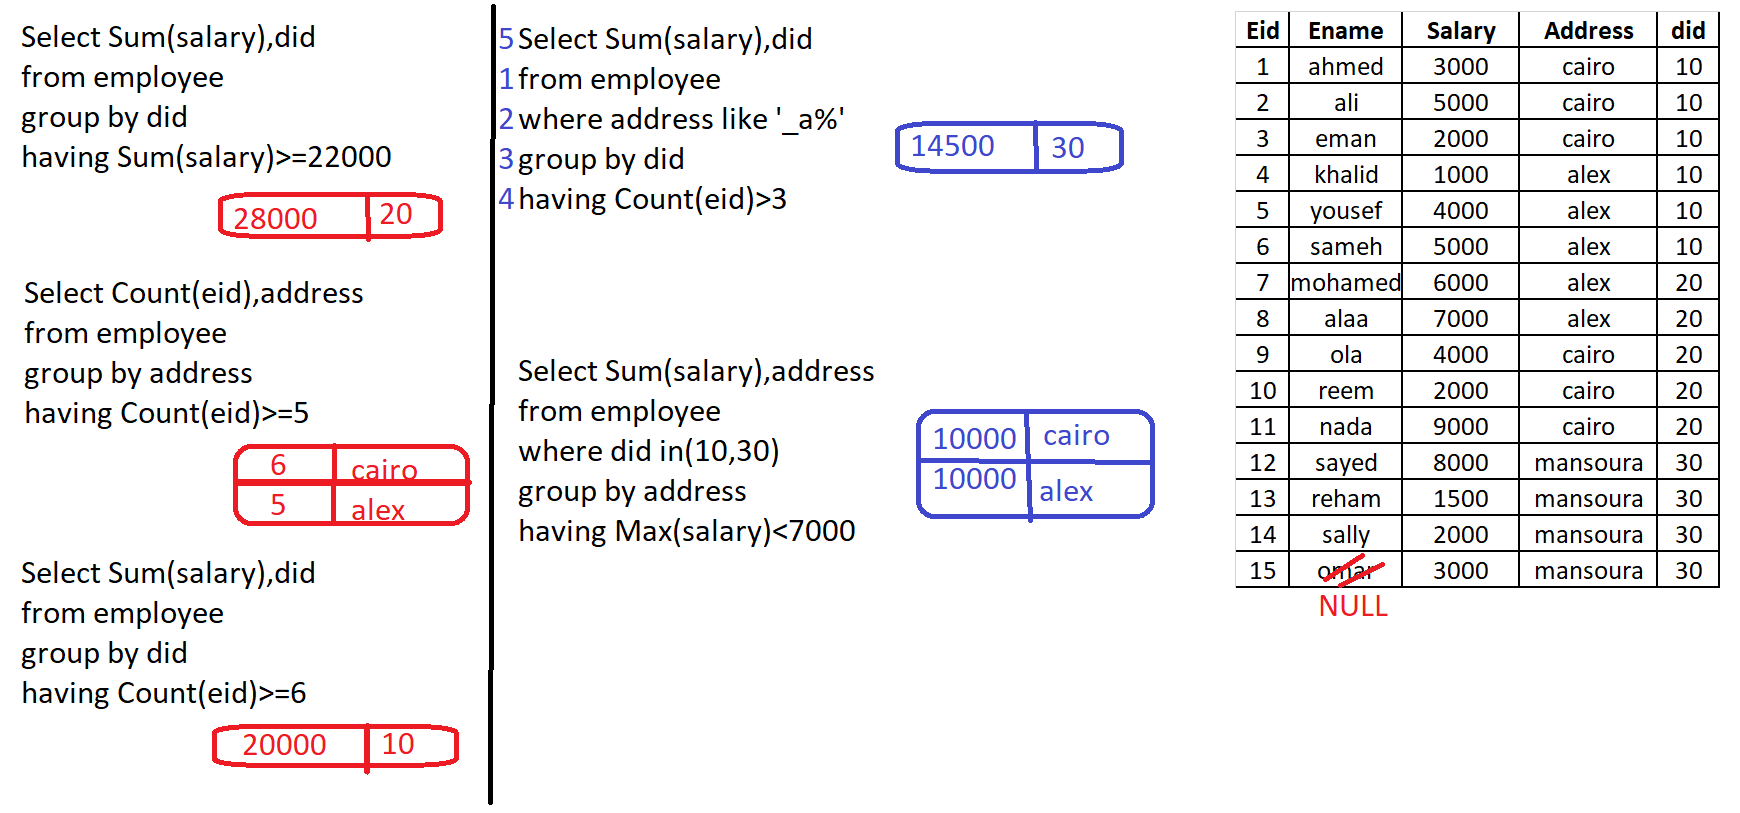 Select Sum(salary),did
from employee
group by did
having Sum(salary)>=22000
28000 20
Select Count(eid),address
from employee
group by address
having Count(eid)>=5
6 cairo
5 alex
Select Sum(salary),did
from employee
group by did
having Count(eid)>=6
20000 10
5 Select Sum(salary),did
1 from employee
2 where address like '_a%'
3 group by did
4 having Count(eid)>3
14500 30
Select Sum(salary),address
from employee
where did in(10,30)
group by address
having Max(salary)<7000
10000 cairo
10000 alex
Eid Ename Salary Address did
1 ahmed 3000 cairo 10
2 ali 5000 cairo 10
3 eman 2000 cairo 10
4 khalid 1000 alex 10
5 yousef 4000 alex 10
6 sameh 5000 alex 10
7 mohamed 6000 alex 20
8 alaa 7000 alex 20
9 ola 4000 cairo 20
10 reem 2000 cairo 20
11 nada 9000 cairo 20
12 sayed 8000 mansoura 30
13 reham 1500 mansoura 30
14 sally 2000 mansoura 30
15 omar 3000 mansoura 30
NULL